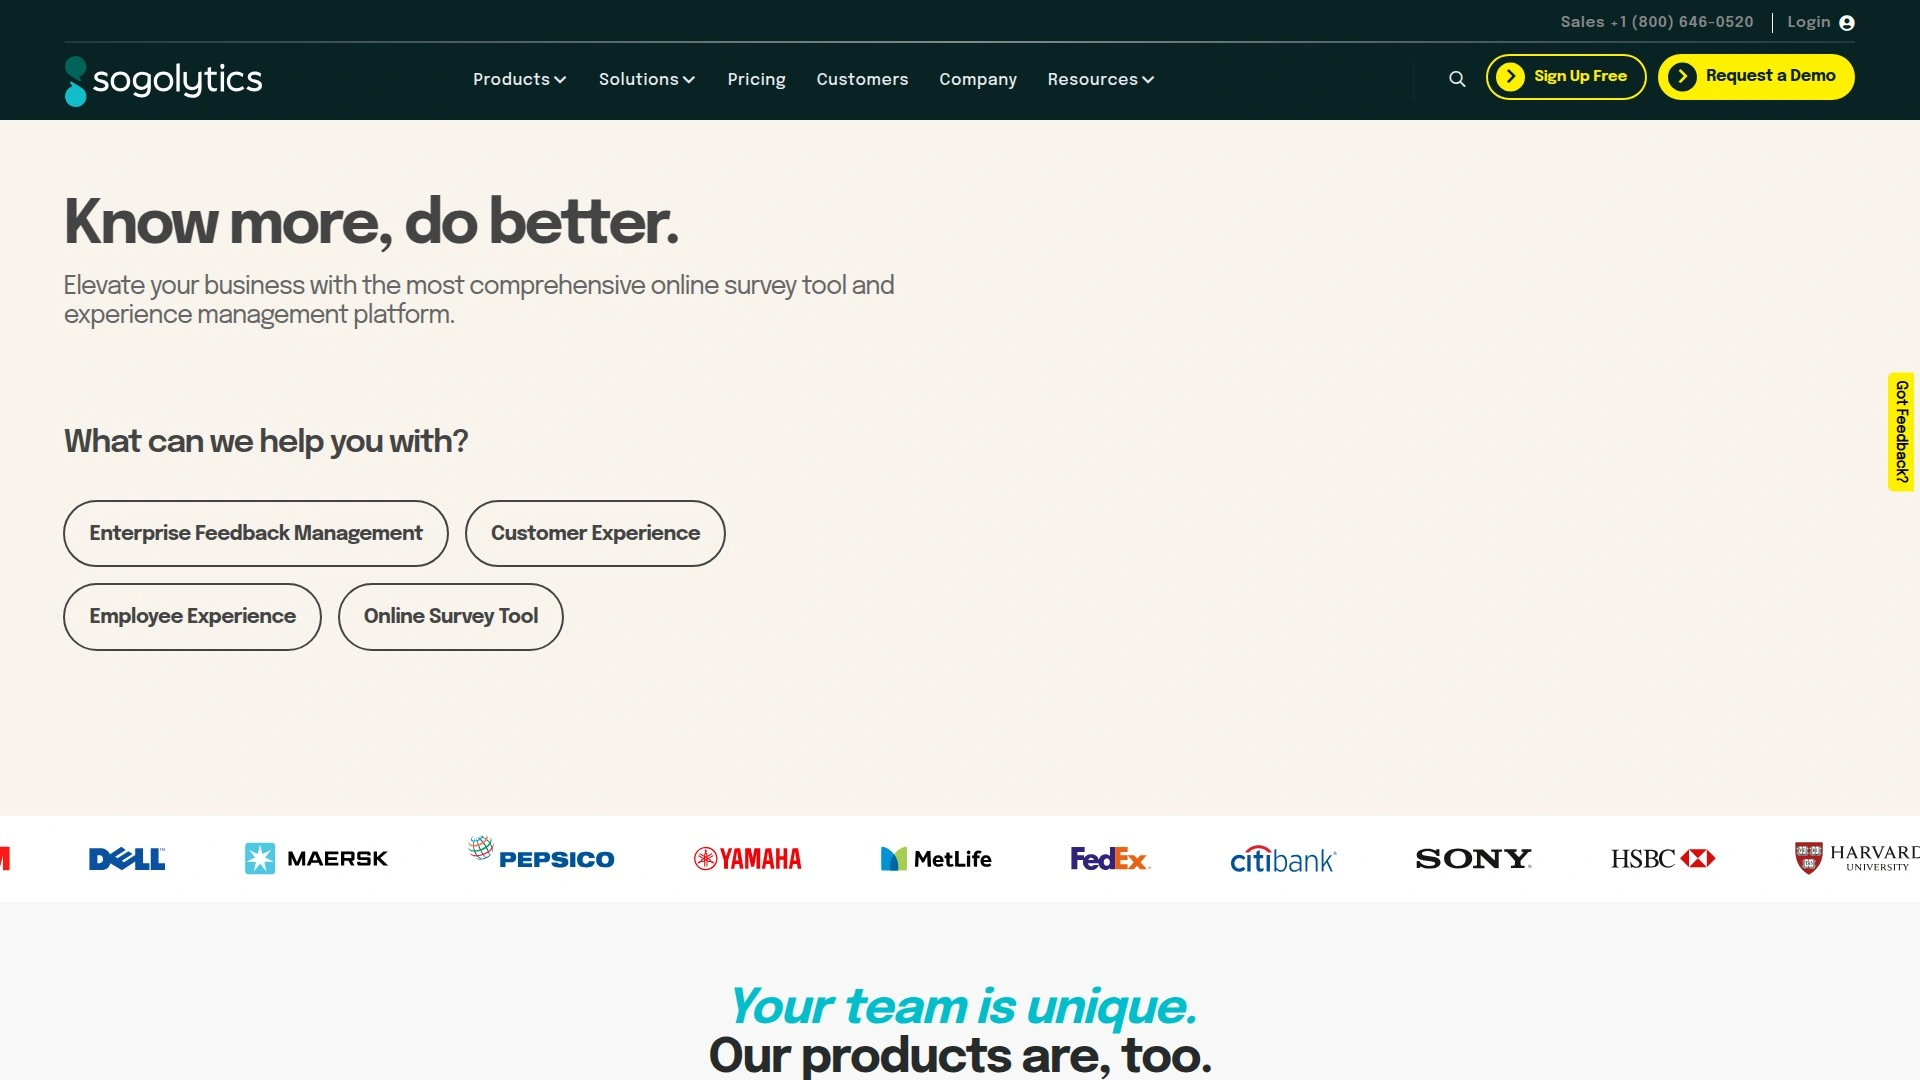 Sales +1 (800) 646-0520
Login
sogolytics
Products
Solutions
Pricing
Customers
Company
Resources
Sign Up Free
Request a Demo
Know more, do better.
Elevate your business with the most comprehensive online survey tool and
experience management platform.
Got Feedback?
What can we help you with?
Enterprise Feedback Management
Customer Experience
Employee Experience
Online Survey Tool
DELL
MAERSK
PEPSICO
YAMAHA
MetLife
FedEx
citibank
SONY
HSBC
HARVARD
UNIVERSITY
Your team is unique.
Our products are, too.